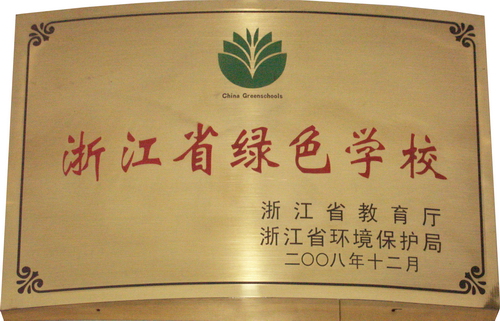 China Greenschools
浙江省绿色学校
浙江省教育厅
浙江省环境保护局
二〇〇八年十二月